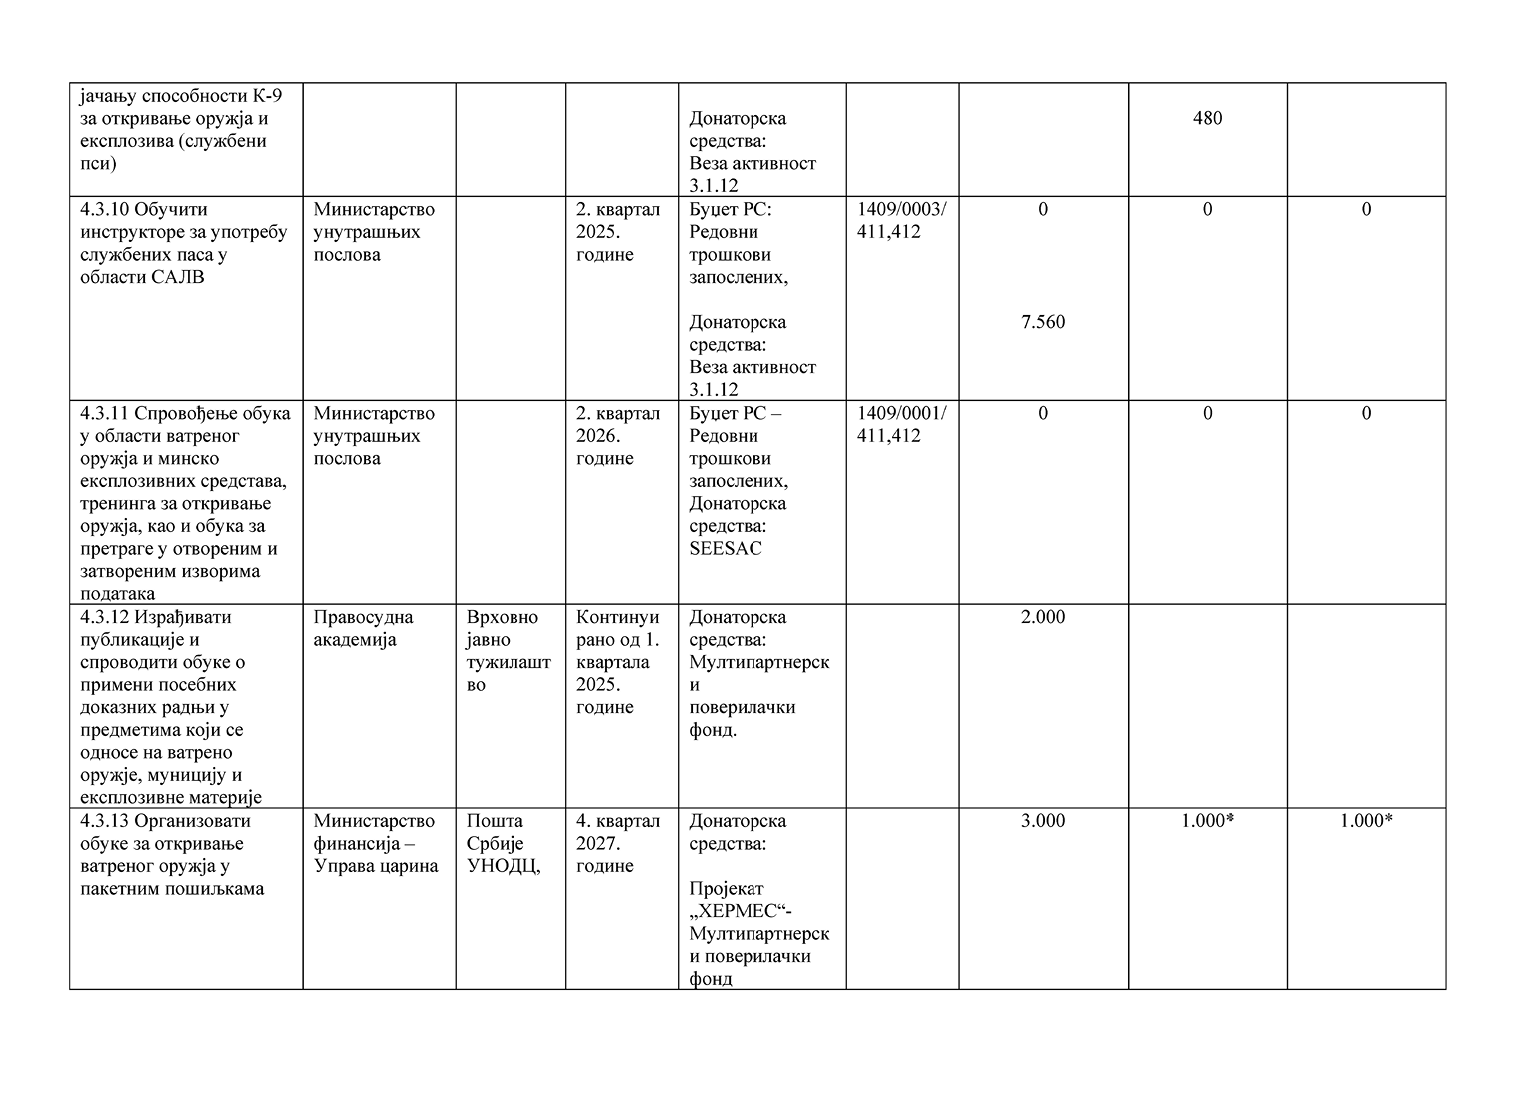 јачању способности К-9
за откривање оружја и
експлозива (службени
пси)
Донаторска
средства:
Веза активност
3.1.12
480
4.3.10 Обучити
инструкторе за употребу
службених паса у
области САЛВ
Министарство
унутрашњих
послова
2. квартал
2025.
године
Буџет РС:
Редовни
трошкови
запослених,
Донаторска
средства:
Веза активност
3.1.12
1409/0003/
411,412
0
7.560
0
0
4.3.11 Спровођење обука
у области ватреног
оружја и минско
експлозивних средстава,
тренинга за откривање
оружја, као и обука за
претраге у отвореним и
затвореним изворима
података
Министарство
унутрашњих
послова
2. квартал
2026.
године
Буџет РС –
Редовни
трошкови
запослених,
Донаторска
средства:
SEESAC
1409/0001/
411,412
0
0
0
4.3.12 Израђивати
публикације и
спроводити обуке о
примени посебних
доказних радњи у
предметима који се
односе на ватрено
оружје, муницију и
експлозивне материје
Правосудна
академија
Врховно
јавно
тужилашт
во
Континуи
рано од 1.
квартала
2025.
године
Донаторска
средства:
Мултипартнерск
и
поверилачки
фонд.
2.000
4.3.13 Организовати
обуке за откривање
ватреног оружја у
пакетним пошиљкама
Министарство
финансија –
Управа царина
Пошта
Србије
УНОДЦ,
4. квартал
2027.
године
Донаторска
средства:
Пројекат
„ХЕРМЕС“-
Мултипартнерск
и поверилачки
фонд
3.000
1.000*
1.000*